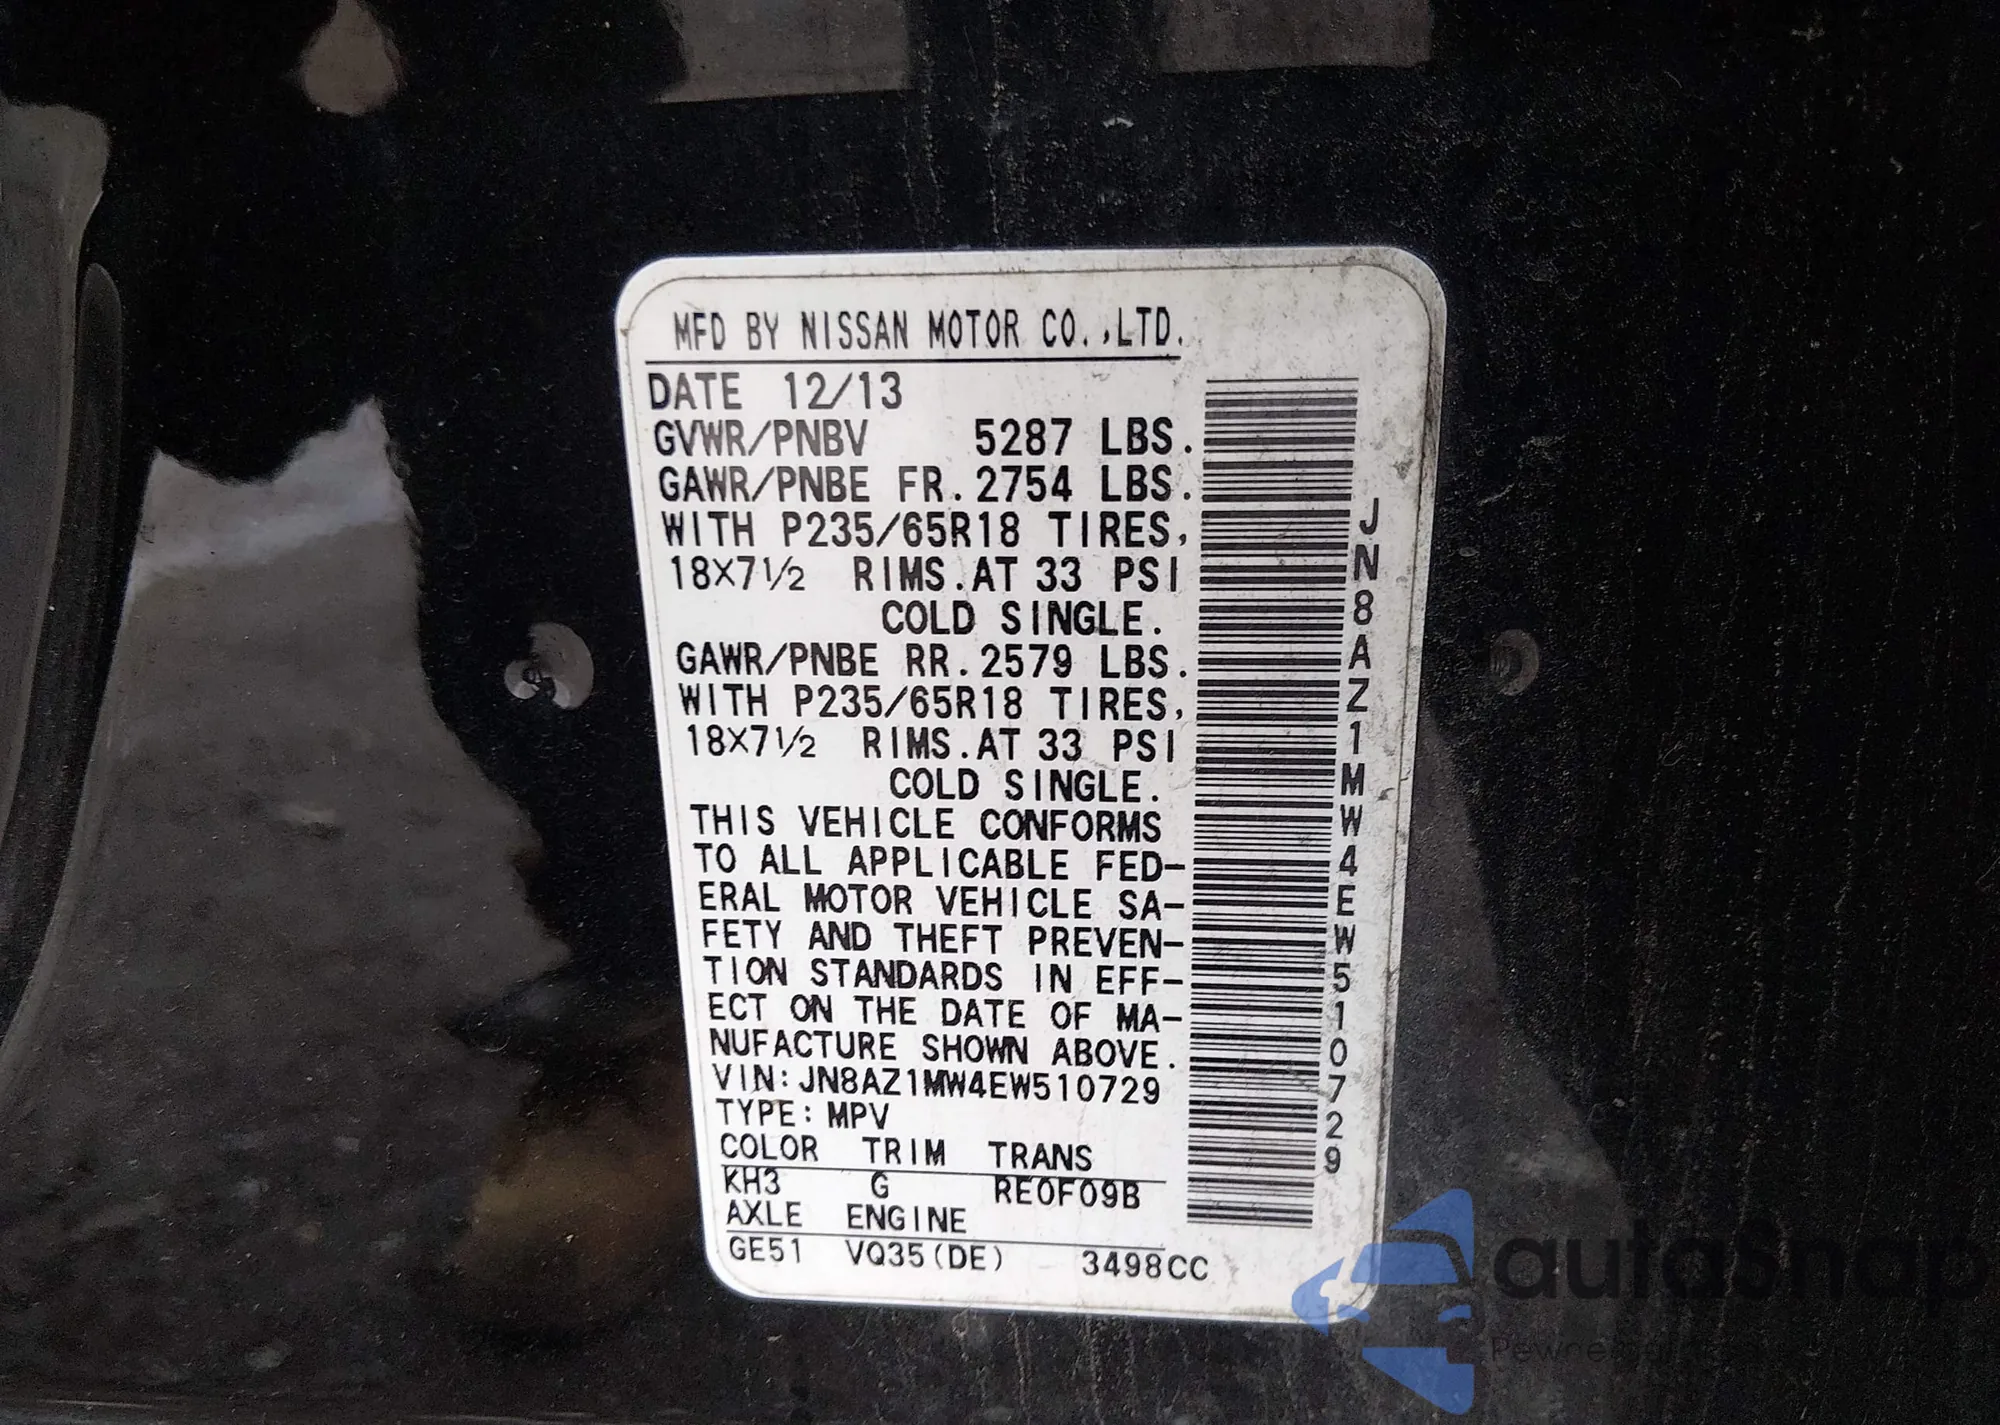 MFD BY NISSAN MOTOR CO.,LTD.
DATE 12/13
GVWR/PNBV 5287 LBS.
GAWR/PNBE FR.2754 LBS.
WITH P235/65R18 TIRES,
18X7½ RIMS.AT 33 PSI
COLD SINGLE.
GAWR/PNBE RR.2579 LBS.
WITH P235/65R18 TIRES,
18X7½ RIMS.AT 33 PSI
COLD SINGLE.
THIS VEHICLE CONFORMS
TO ALL APPLICABLE FED-
ERAL MOTOR VEHICLE SA-
FETY AND THEFT PREVEN-
TION STANDARDS IN EFF-
ECT ON THE DATE OF MA-
NUFACTURE SHOWN ABOVE.
VIN:JN8AZ1MW4EW510729
TYPE:MPV
COLOR TRIM TRANS
KH3 G RE0F09B
AXLE ENGINE
GE51 VQ35(DE) 3498CC
JN8AZ1MW4EW510729
autaSnap